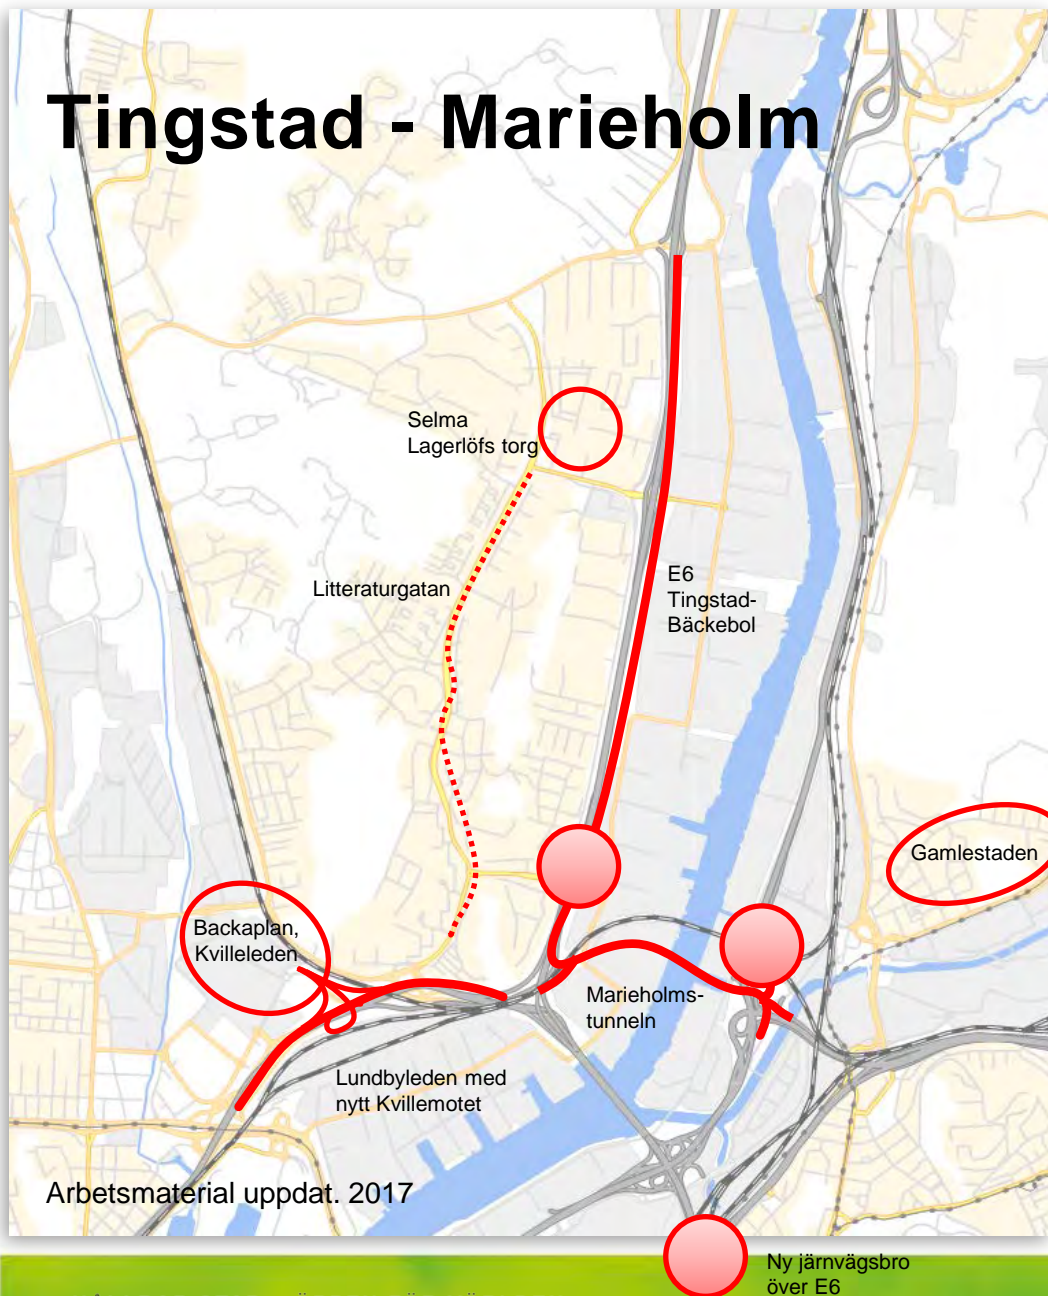 Tingstad - Marieholm
Selma
Lagerlöfs torg
Litteraturgatan
E6
Tingstad-
Bäckebol
Gamlestaden
Backaplan,
Kvilleleden
Marieholms-
tunneln
Lundbyleden med
nytt Kvillemotet
Arbetsmaterial uppdat. 2017
Ny järnvägsbro
över E6